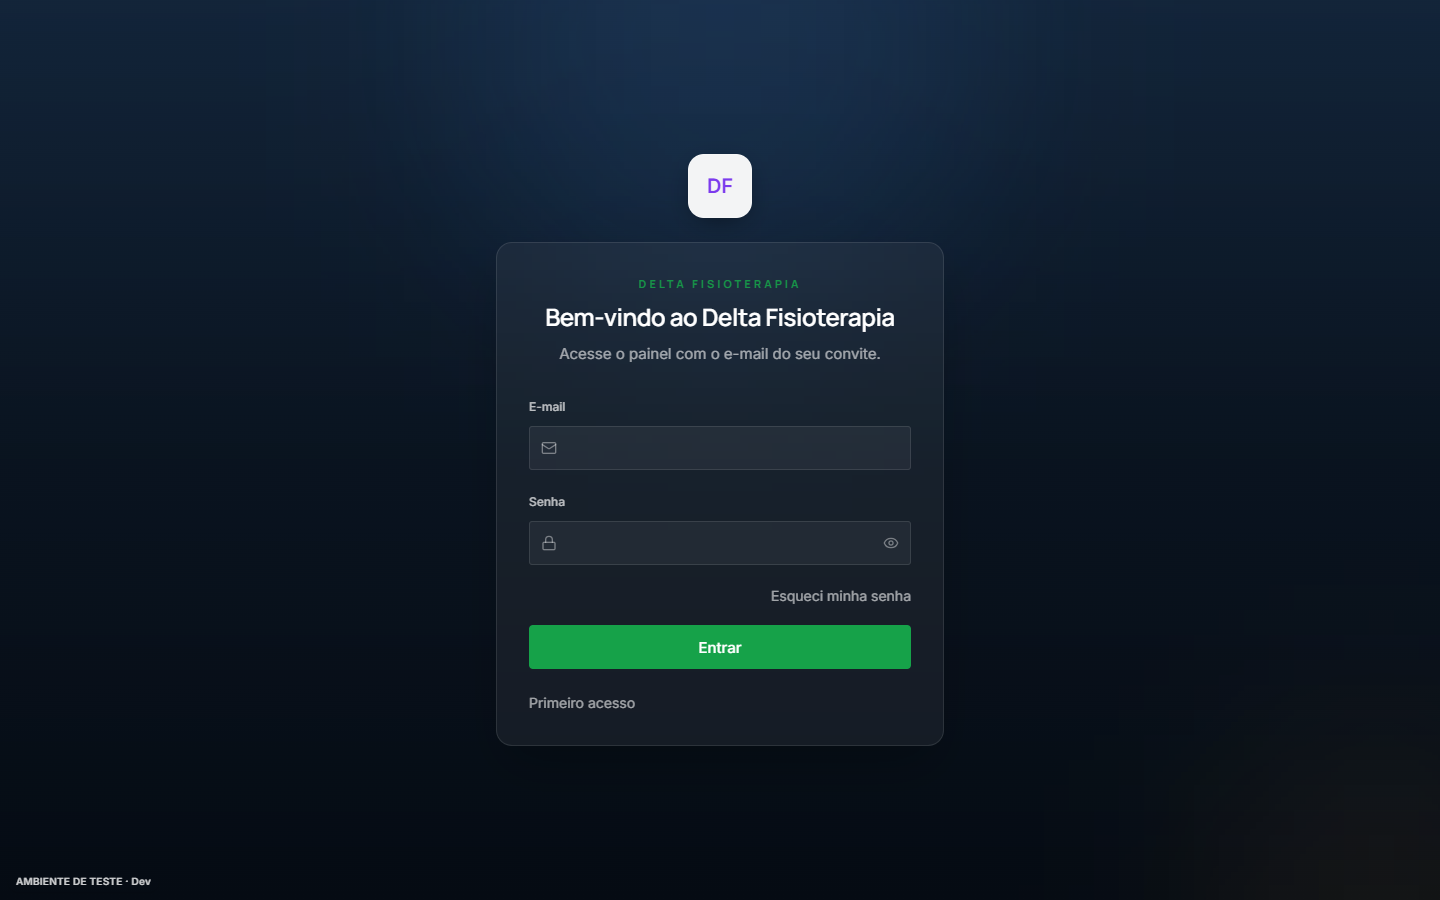 DF
DELTA FISIOTERAPIA
Bem-vindo ao Delta Fisioterapia
Acesse o painel com o e-mail do seu convite.
E-mail
Senha
Esqueci minha senha
Entrar
Primeiro acesso
AMBIENTE DE TESTE · Dev